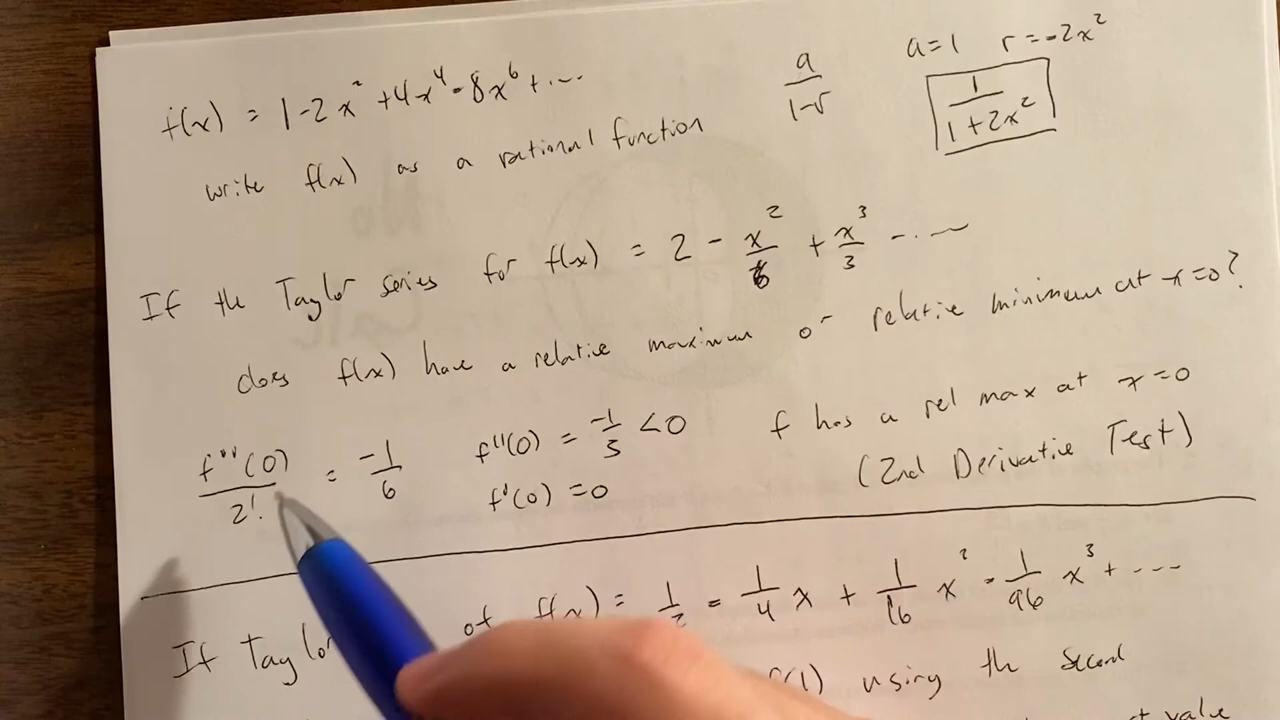 f(x) = 1-2x²+4x⁴-8x⁶+...
a/(1-r)
a=1 r=-2x²
1/(1+2x²)
write f(x) as a rational function
If the Taylor series for f(x) = 2 - x²/6 + x³/3 - ...
does f(x) have a relative maximum or relative minimum at x=0?
f''(0)/2! = -1/6
f''(0) = -1/3 <0
f'(0) =0
f has a rel max at x=0
(2nd Derivative Test)
If Taylor of f(x) = 1/2 - 1/4 x + 1/16 x² - 1/96 x³ + ...
f(1) using the second
value